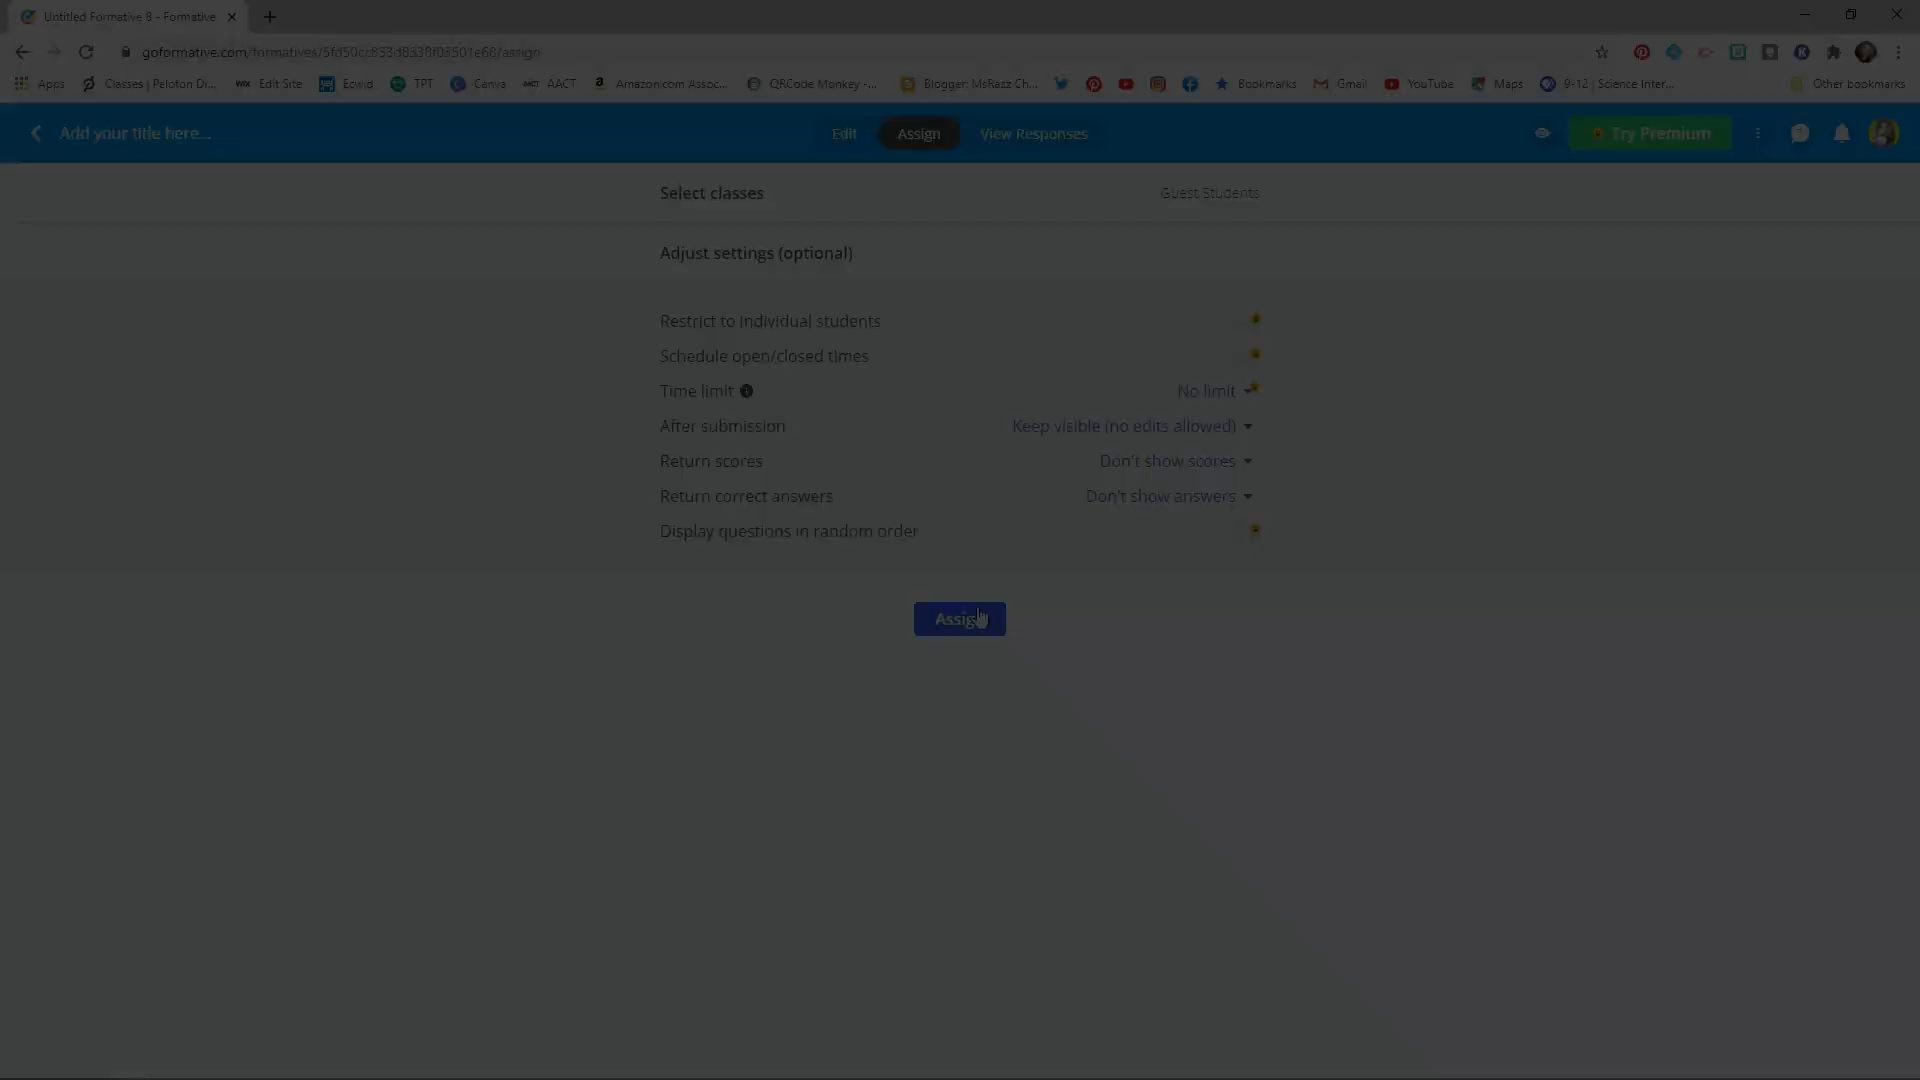 Untitled Formative 8 - Formative
goformative.com/formatives/5fd50cc853d8338f03501e68/assign
Apps Classes | Peloton Di... WIX Edit Site Ecwid TPT Canva AACT AACT Amazon.com Assoc... QRCode Monkey -... Blogger: MsRazz Ch... Bookmarks Gmail YouTube Maps 9-12 | Science Inter... Other bookmarks
Add your title here... Edit Assign View Responses Try Premium
Select classes Guest Students
Adjust settings (optional)
Restrict to individual students
Schedule open/closed times
Time limit No limit
After submission Keep visible (no edits allowed)
Return scores Don't show scores
Return correct answers Don't show answers
Display questions in random order
Assign